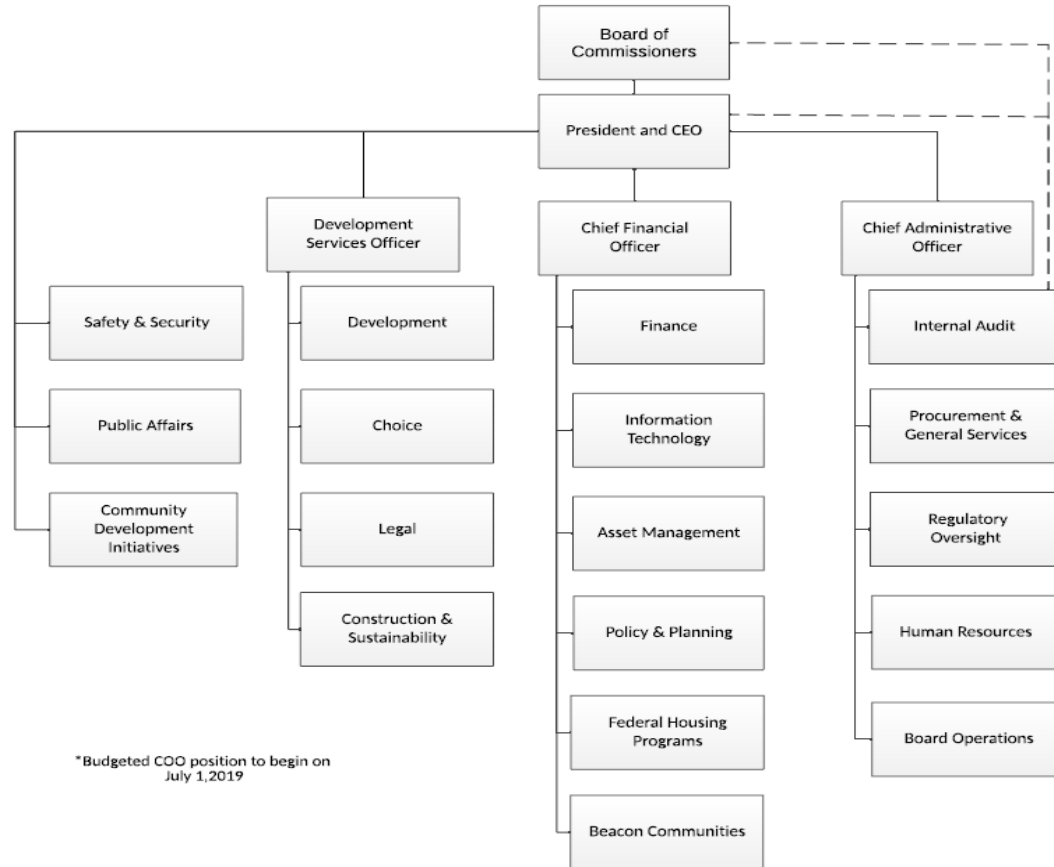 Board of
Commissioners
President and CEO
Development
Services Officer
Chief Financial
Officer
Chief Administrative
Officer
Safety & Security
Public Affairs
Community
Development
Initiatives
Development
Choice
Legal
Construction &
Sustainability
Finance
Information
Technology
Asset Management
Policy & Planning
Federal Housing
Programs
Beacon Communities
Internal Audit
Procurement &
General Services
Regulatory
Oversight
Human Resources
Board Operations
*Budgeted COO position to begin on
July 1,2019